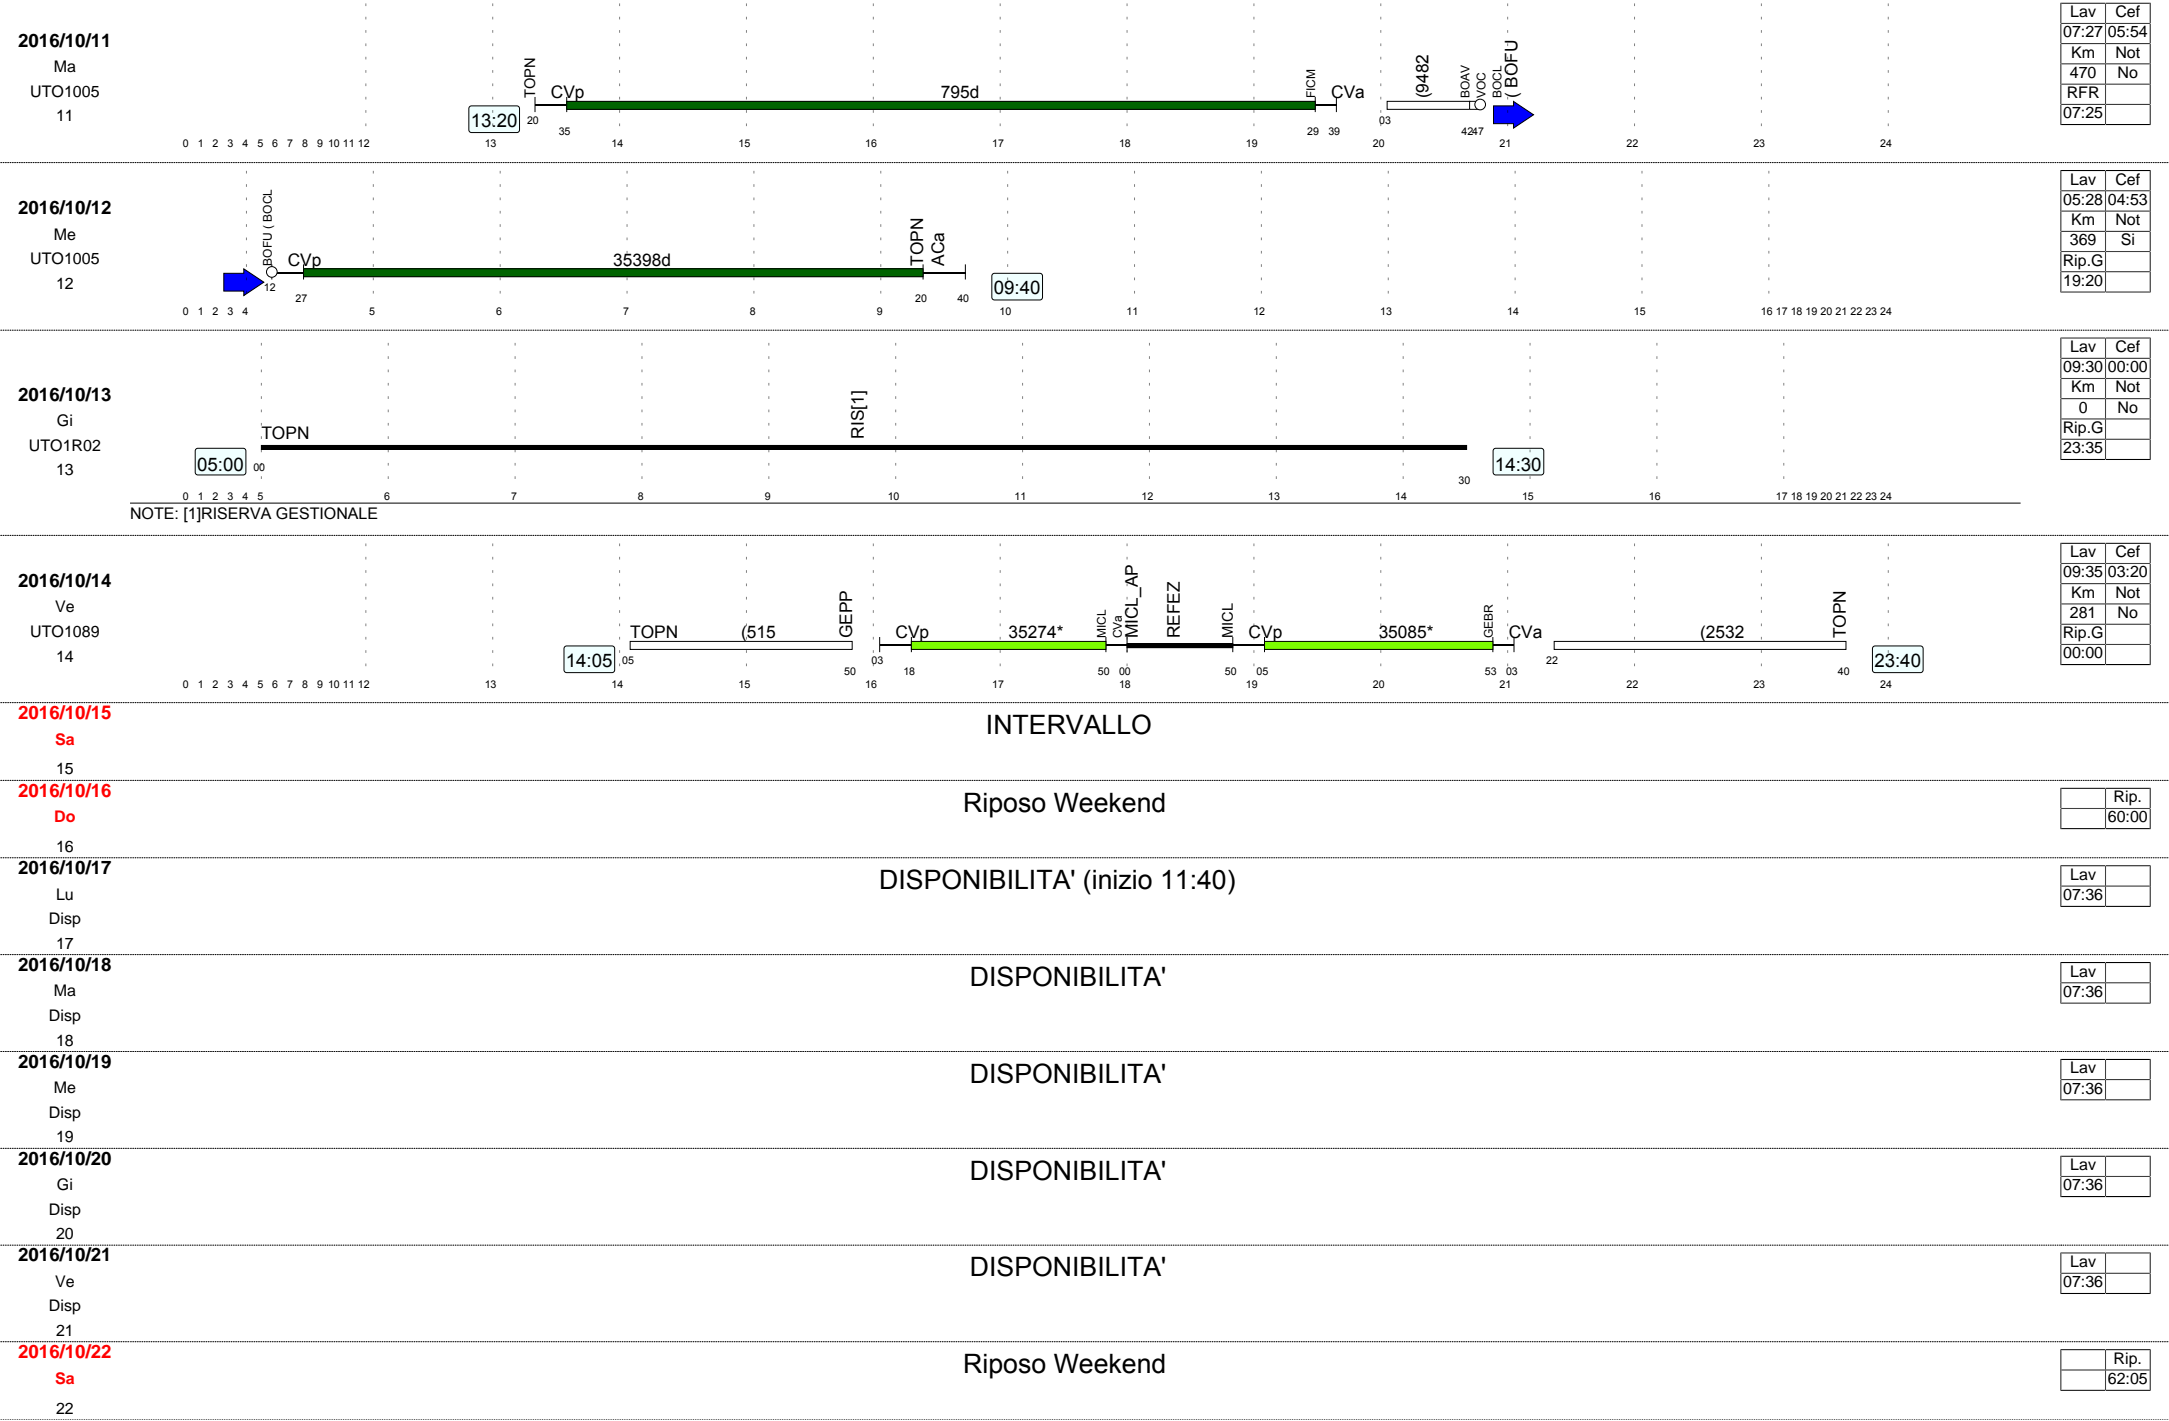 2016/10/11
Ma
UTO1005
11
13:20
TOPN
20
CVp
35
795d
FICM
29
CVa
39
03
(9482
BOAV
VOC
4247
BOCL
( BOFU
0 1 2 3 4 5 6 7 8 9 10 11 12 13 14 15 16 17 18 19 20 21 22 23 24
Lav Cef
07:27 05:54
Km Not
470 No
RFR
07:25
2016/10/12
Me
UTO1005
12
BOFU ( BOCL
12
CVp
27
35398d
TOPN
20
ACa
40
09:40
0 1 2 3 4 5 6 7 8 9 10 11 12 13 14 15 16 17 18 19 20 21 22 23 24
Lav Cef
05:28 04:53
Km Not
369 Si
Rip.G
19:20
2016/10/13
Gi
UTO1R02
13
05:00
00
TOPN
RIS[1]
30
14:30
0 1 2 3 4 5 6 7 8 9 10 11 12 13 14 15 16 17 18 19 20 21 22 23 24
NOTE: [1]RISERVA GESTIONALE
Lav Cef
09:30 00:00
Km Not
0 No
Rip.G
23:35
2016/10/14
Ve
UTO1089
14
14:05
05
TOPN
(515
GEPP
50
03
CVp
18
35274*
MICL
50
CVa
00
MICL_AP
REFEZ
MICL
50
CVp
05
35085*
GEBR
53
CVa
03
22
(2532
TOPN
40
23:40
0 1 2 3 4 5 6 7 8 9 10 11 12 13 14 15 16 17 18 19 20 21 22 23 24
Lav Cef
09:35 03:20
Km Not
281 No
Rip.G
00:00
2016/10/15
Sa
15
INTERVALLO
2016/10/16
Do
16
Riposo Weekend
Rip.
60:00
2016/10/17
Lu
Disp
17
DISPONIBILITA' (inizio 11:40)
Lav
07:36
2016/10/18
Ma
Disp
18
DISPONIBILITA'
Lav
07:36
2016/10/19
Me
Disp
19
DISPONIBILITA'
Lav
07:36
2016/10/20
Gi
Disp
20
DISPONIBILITA'
Lav
07:36
2016/10/21
Ve
Disp
21
DISPONIBILITA'
Lav
07:36
2016/10/22
Sa
22
Riposo Weekend
Rip.
62:05